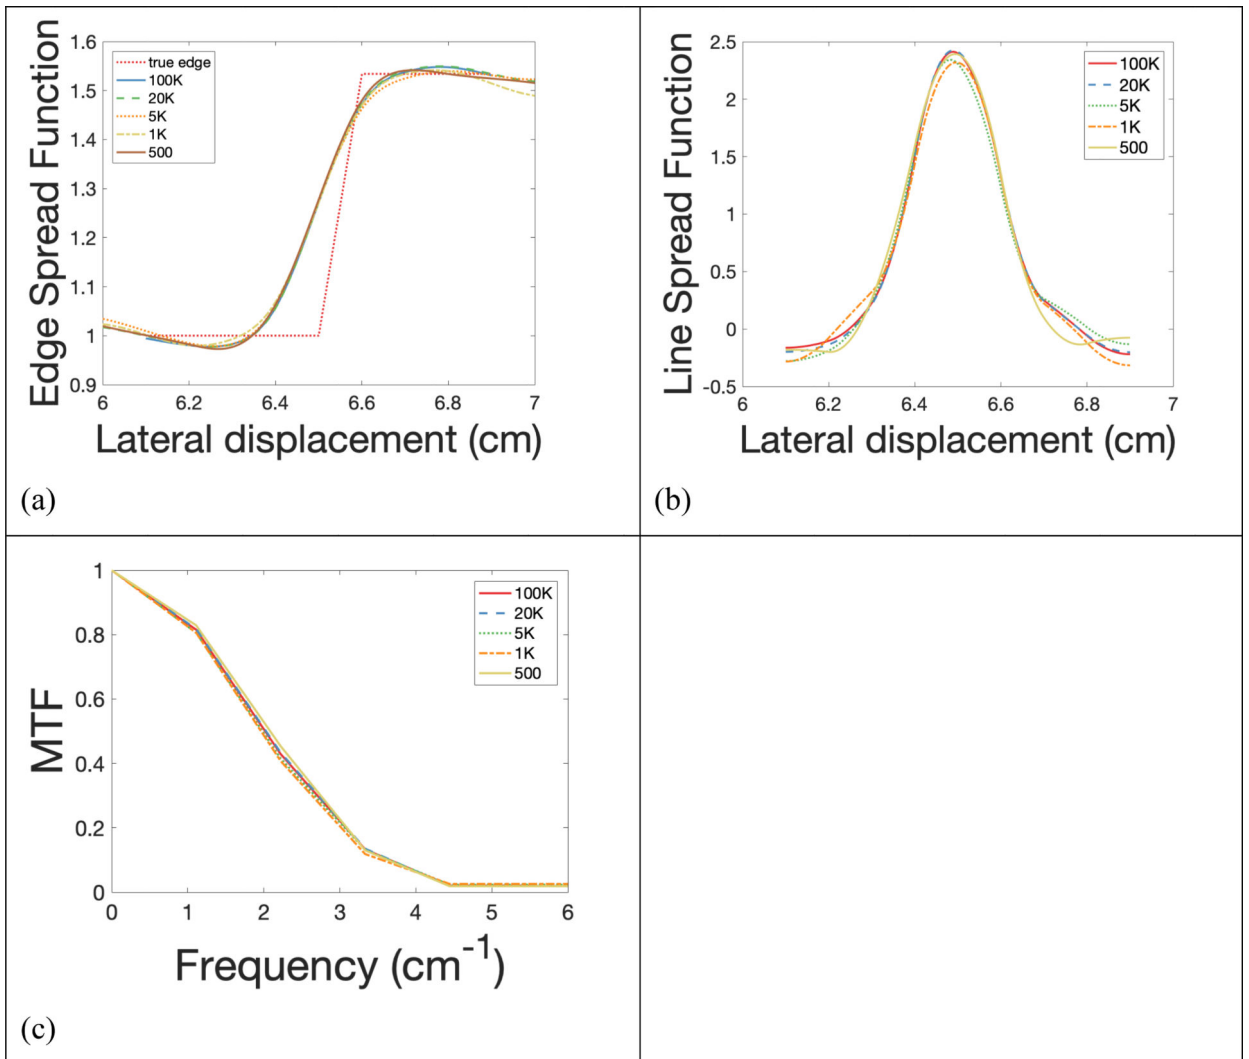 1.6
1.5
1.4
1.3
1.2
1.1
1
0.9
6
6.2
6.4
6.6
6.8
7
Edge Spread Function
Lateral displacement (cm)
true edge
100K
20K
5K
1K
500
(a)
2.5
2
1.5
1
0.5
0
-0.5
6
6.2
6.4
6.6
6.8
7
Line Spread Function
Lateral displacement (cm)
100K
20K
5K
1K
500
(b)
1
0.8
0.6
0.4
0.2
0
0
1
2
3
4
5
6
MTF
Frequency (cm⁻¹)
100K
20K
5K
1K
500
(c)